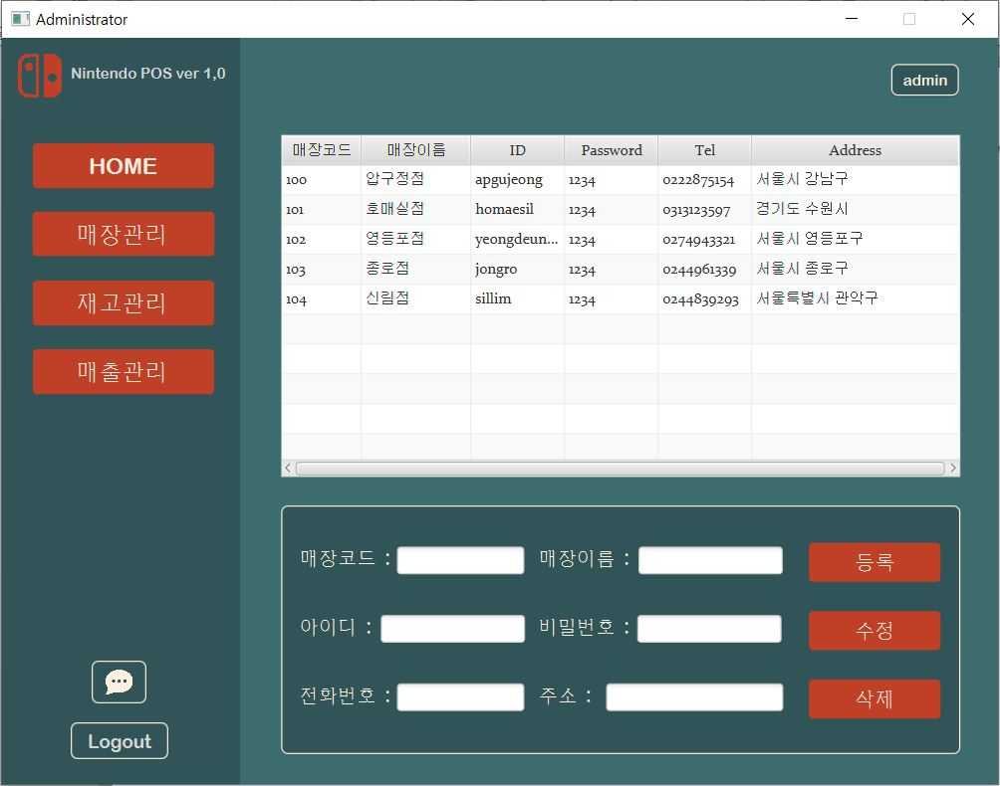 Administrator
Nintendo POS ver 1,0
admin
HOME
매장관리
재고관리
매출관리
매장코드 매장이름 ID Password Tel Address
100 압구정점 apgujeong 1234 0222875154 서울시 강남구
101 호매실점 homaesil 1234 0313123597 경기도 수원시
102 영등포점 yeongdeun... 1234 0274943321 서울시 영등포구
103 종로점 jongro 1234 0244961339 서울시 종로구
104 신림점 sillim 1234 0244839293 서울특별시 관악구
매장코드 : 매장이름 : 등록
아이디 : 비밀번호 : 수정
전화번호 : 주소 : 삭제
Logout